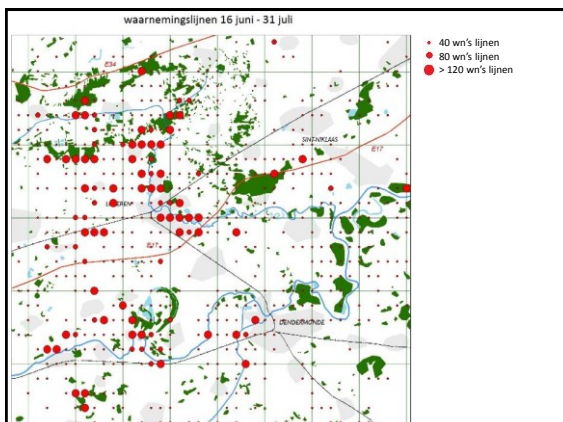 waarnemingslijnen 16 juni - 31 juli
40 wn's lijnen
80 wn's lijnen
> 120 wn's lijnen
E34
SINT-NIKLAAS
E17
E17
DENDERMONDE